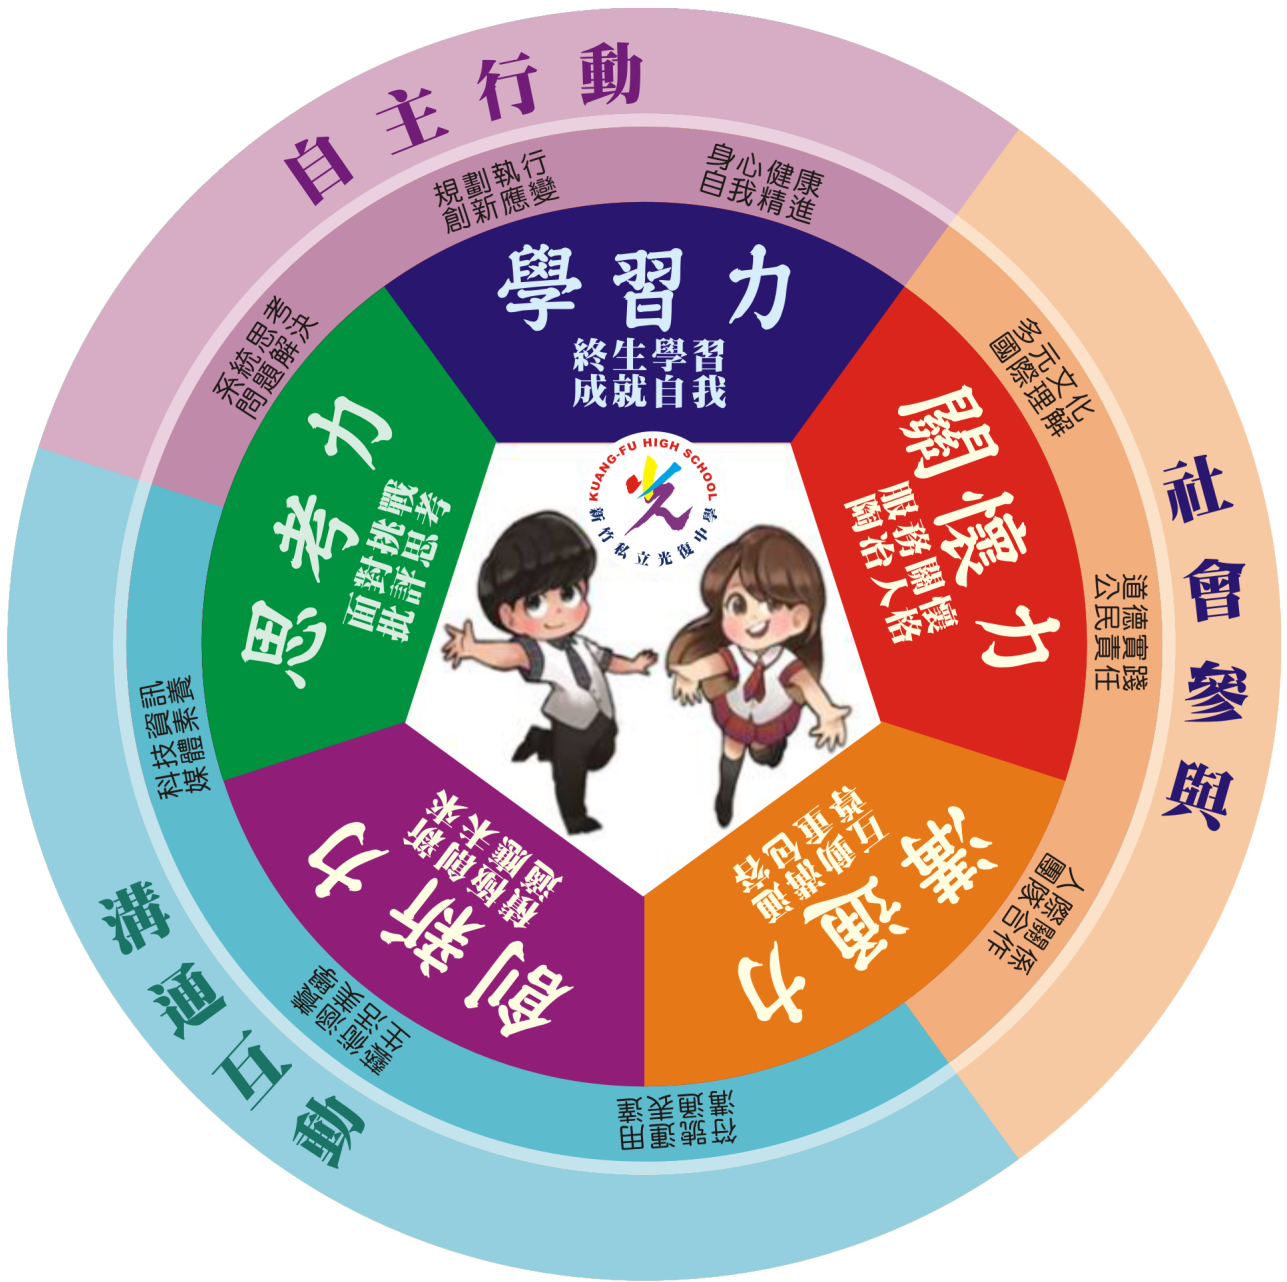 自主行動
系統思考
問題解決
規劃執行
創新應變
身心健康
自我精進
社會參與
多元文化
國際理解
道德實踐
公民責任
人際關係
團隊合作
溝通互動
符號運用
溝通表達
藝術涵養
生活美學
科技資訊
媒體素養
學習力
終生學習
成就自我
關懷力
服務關懷
陶冶人格
溝通力
互動溝通
尊重包容
創新力
積極創新
適應未來
思考力
面對挑戰
批評思考
KUANG-FU HIGH SCHOOL
新竹私立光復中學